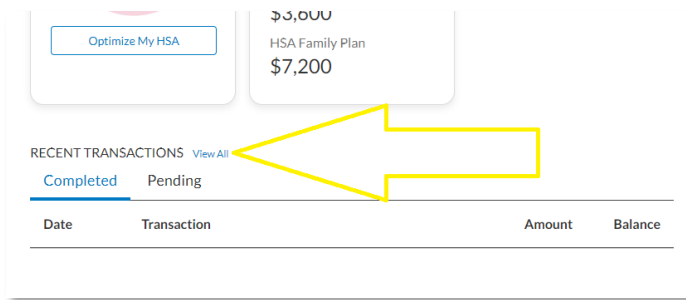 $3,600
Optimize My HSA
HSA Family Plan
$7,200
RECENT TRANSACTIONS View All
Completed Pending
Date Transaction Amount Balance